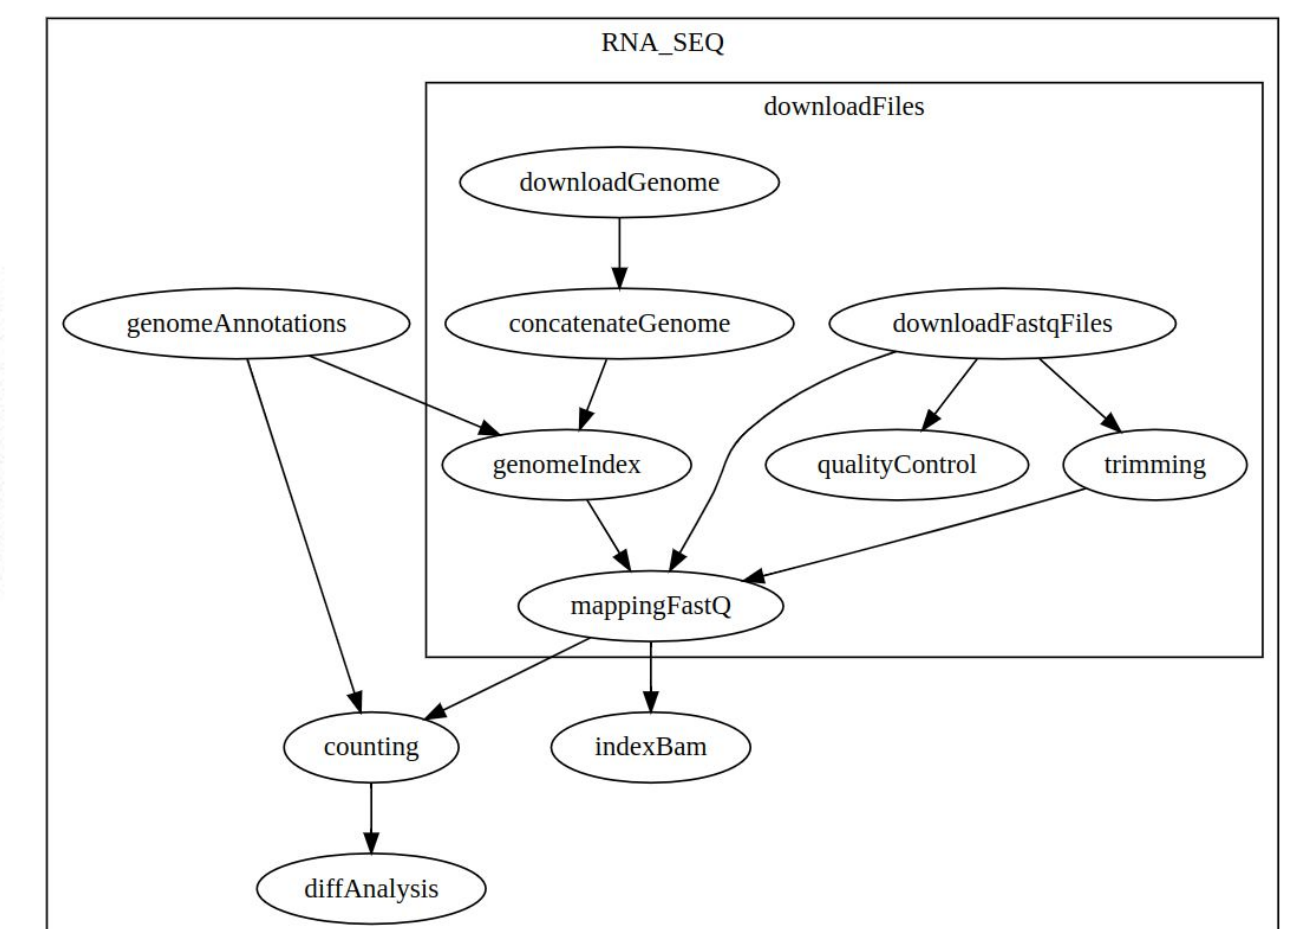 RNA_SEQ
downloadFiles
downloadGenome
genomeAnnotations
concatenateGenome
downloadFastqFiles
genomeIndex
qualityControl
trimming
mappingFastQ
counting
indexBam
diffAnalysis